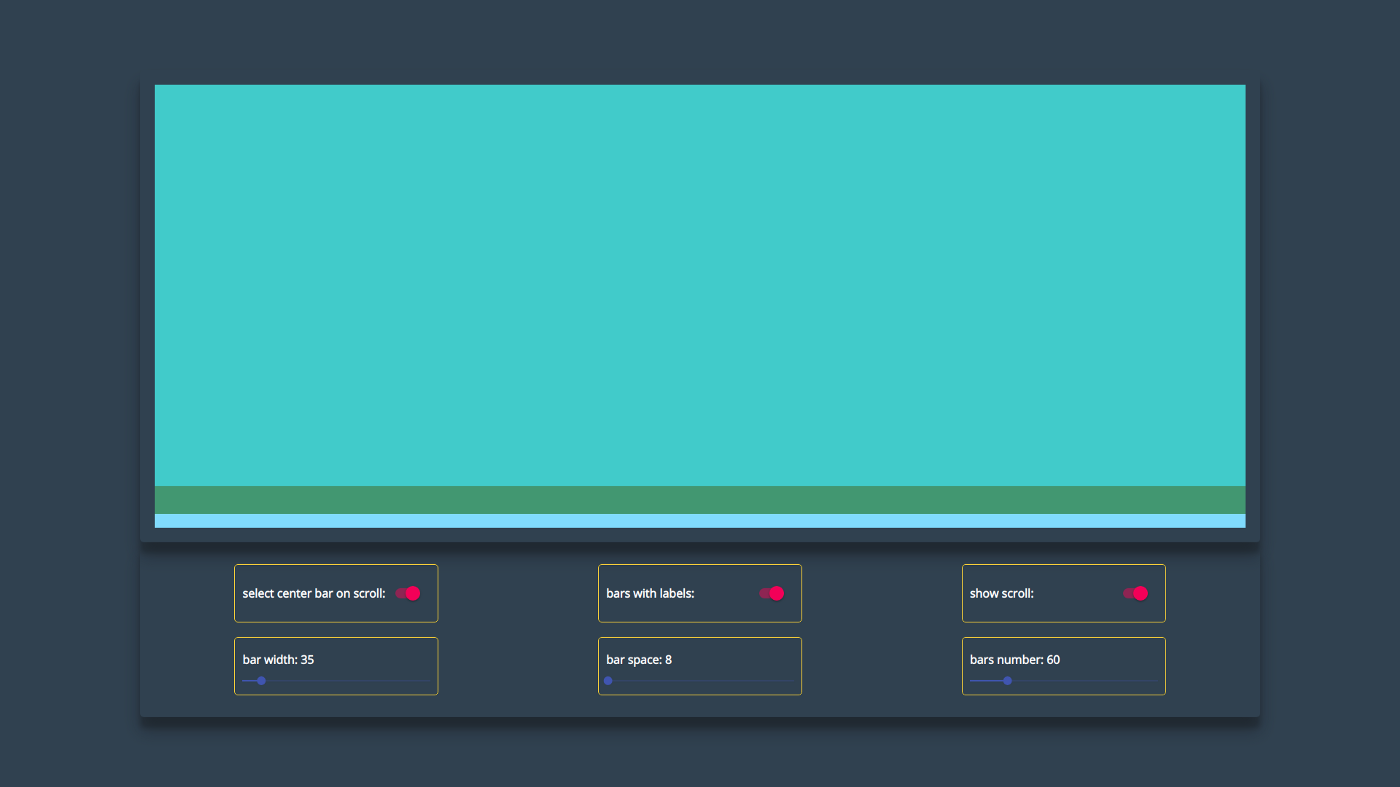 select center bar on scroll:
bars with labels:
show scroll:
bar width: 35
bar space: 8
bars number: 60